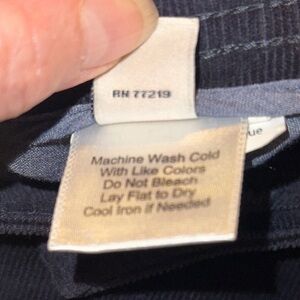 RN 77219
ue
Machine Wash Cold
With Like Colors
Do Not Bleach
Lay Flat to Dry
Cool Iron if Needed